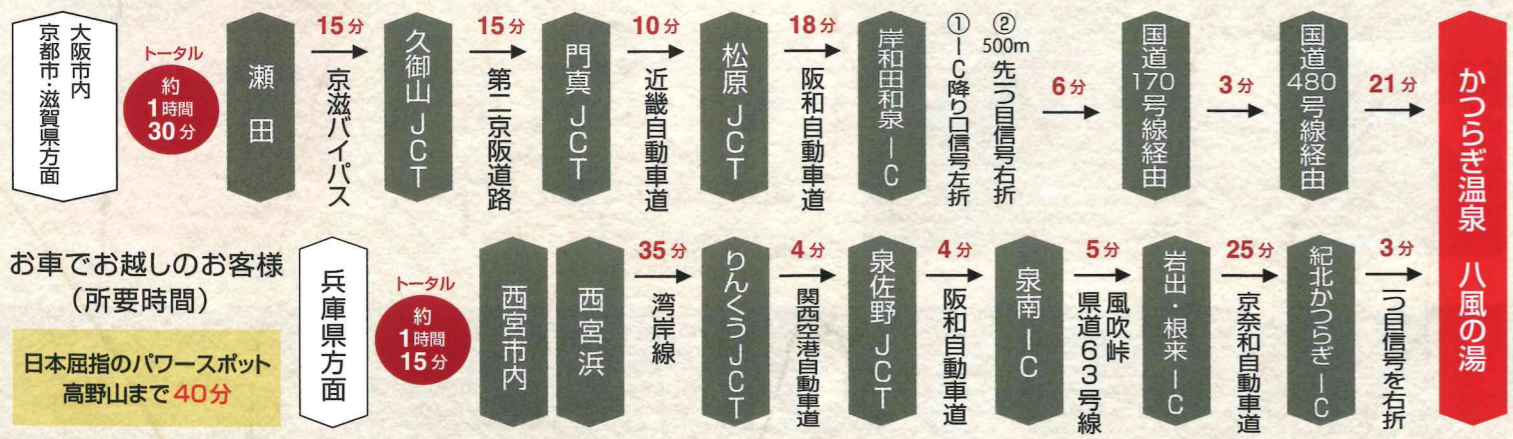 大阪市内
京都市・滋賀県方面
トータル
約
1時間
30分
瀬田
15分
京滋バイパス
久御山JCT
15分
第二京阪道路
門真JCT
10分
近畿自動車道
松原JCT
18分
阪和自動車道
岸和田和泉IC
①IC降り口信号左折
②500m先一つ目信号右折
6分
国道170号線経由
3分
国道480号線経由
21分
かつらぎ温泉 八風の湯
お車でお越しのお客様
（所要時間）
日本屈指のパワースポット
高野山まで40分
兵庫県方面
トータル
約
1時間
15分
西宮市内
西宮浜
35分
湾岸線
りんくうJCT
4分
関西空港自動車道
泉佐野JCT
4分
阪和自動車道
泉南IC
5分
風吹峠
県道63号線
岩出・根来IC
25分
京奈和自動車道
紀北かつらぎIC
3分
一つ目信号を右折